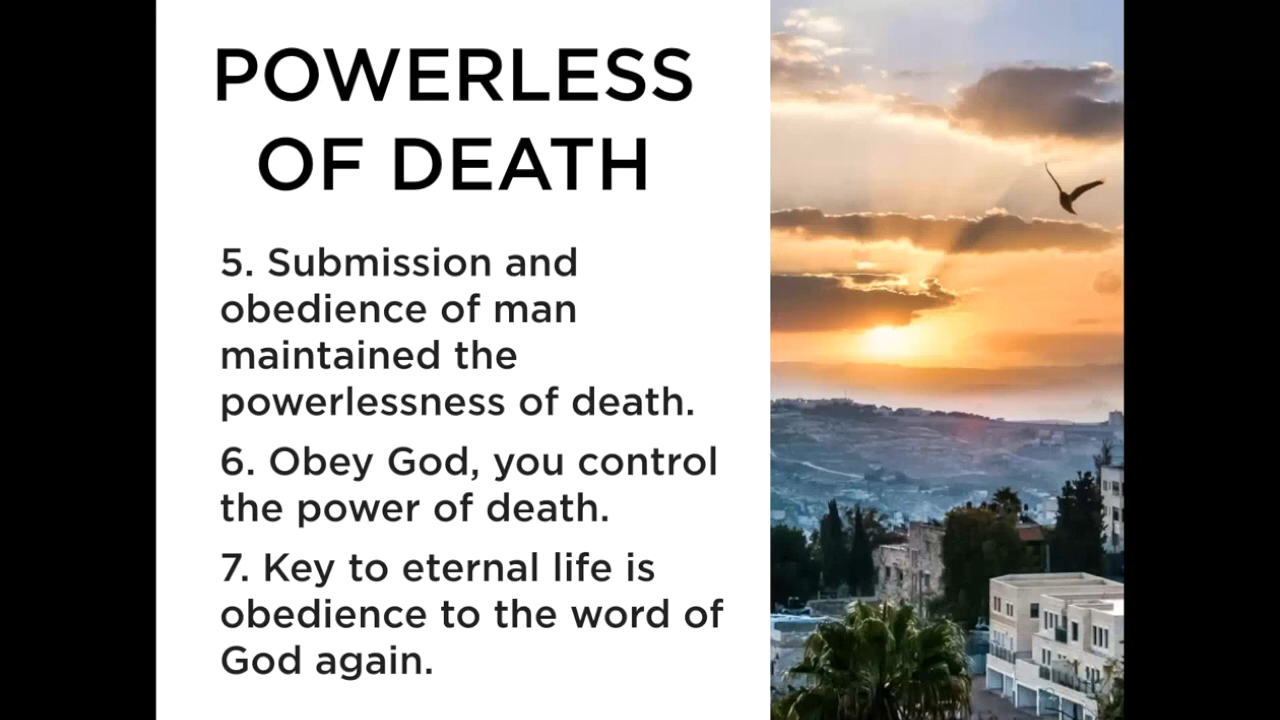 POWERLESS
OF DEATH
5. Submission and
obedience of man
maintained the
powerlessness of death.
6. Obey God, you control
the power of death.
7. Key to eternal life is
obedience to the word of
God again.